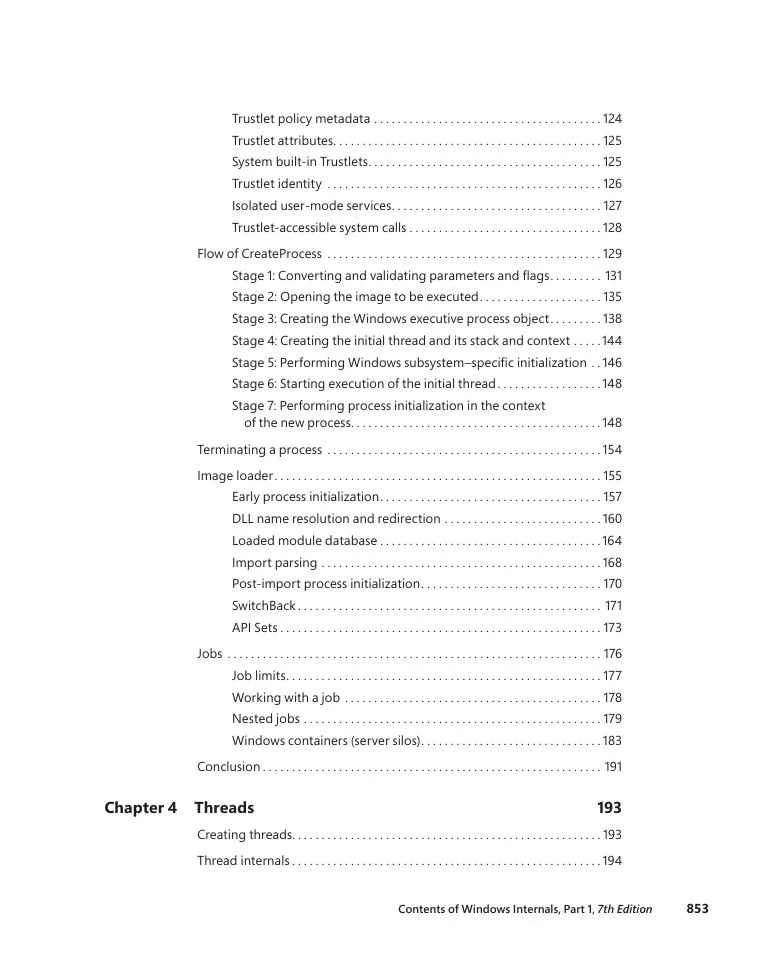 Trustlet policy metadata . . . . . . . . . . . . . . . . . . . . . . . . . . . . . . . . . . . . . . . 124
Trustlet attributes. . . . . . . . . . . . . . . . . . . . . . . . . . . . . . . . . . . . . . . . . . . . . . 125
System built-in Trustlets. . . . . . . . . . . . . . . . . . . . . . . . . . . . . . . . . . . . . . . . 125
Trustlet identity . . . . . . . . . . . . . . . . . . . . . . . . . . . . . . . . . . . . . . . . . . . . . . . 126
Isolated user-mode services. . . . . . . . . . . . . . . . . . . . . . . . . . . . . . . . . . . . 127
Trustlet-accessible system calls . . . . . . . . . . . . . . . . . . . . . . . . . . . . . . . . . 128
Flow of CreateProcess . . . . . . . . . . . . . . . . . . . . . . . . . . . . . . . . . . . . . . . . . . . . . . . 129
Stage 1: Converting and validating parameters and flags. . . . . . . . . 131
Stage 2: Opening the image to be executed. . . . . . . . . . . . . . . . . . . . . 135
Stage 3: Creating the Windows executive process object. . . . . . . . . 138
Stage 4: Creating the initial thread and its stack and context . . . . . 144
Stage 5: Performing Windows subsystem–specific initialization . . 146
Stage 6: Starting execution of the initial thread. . . . . . . . . . . . . . . . . . 148
Stage 7: Performing process initialization in the context
of the new process. . . . . . . . . . . . . . . . . . . . . . . . . . . . . . . . . . . . . . . . . . . 148
Terminating a process . . . . . . . . . . . . . . . . . . . . . . . . . . . . . . . . . . . . . . . . . . . . . . . 154
Image loader. . . . . . . . . . . . . . . . . . . . . . . . . . . . . . . . . . . . . . . . . . . . . . . . . . . . . . . . 155
Early process initialization. . . . . . . . . . . . . . . . . . . . . . . . . . . . . . . . . . . . . . 157
DLL name resolution and redirection . . . . . . . . . . . . . . . . . . . . . . . . . . . 160
Loaded module database . . . . . . . . . . . . . . . . . . . . . . . . . . . . . . . . . . . . . . 164
Import parsing . . . . . . . . . . . . . . . . . . . . . . . . . . . . . . . . . . . . . . . . . . . . . . . . 168
Post-import process initialization. . . . . . . . . . . . . . . . . . . . . . . . . . . . . . . 170
SwitchBack . . . . . . . . . . . . . . . . . . . . . . . . . . . . . . . . . . . . . . . . . . . . . . . . . . . . 171
API Sets . . . . . . . . . . . . . . . . . . . . . . . . . . . . . . . . . . . . . . . . . . . . . . . . . . . . . . . 173
Jobs . . . . . . . . . . . . . . . . . . . . . . . . . . . . . . . . . . . . . . . . . . . . . . . . . . . . . . . . . . . . . . . . 176
Job limits. . . . . . . . . . . . . . . . . . . . . . . . . . . . . . . . . . . . . . . . . . . . . . . . . . . . . . 177
Working with a job . . . . . . . . . . . . . . . . . . . . . . . . . . . . . . . . . . . . . . . . . . . . 178
Nested jobs . . . . . . . . . . . . . . . . . . . . . . . . . . . . . . . . . . . . . . . . . . . . . . . . . . . 179
Windows containers (server silos). . . . . . . . . . . . . . . . . . . . . . . . . . . . . . . 183
Conclusion . . . . . . . . . . . . . . . . . . . . . . . . . . . . . . . . . . . . . . . . . . . . . . . . . . . . . . . . . . 191
Chapter 4 Threads 193
Creating threads. . . . . . . . . . . . . . . . . . . . . . . . . . . . . . . . . . . . . . . . . . . . . . . . . . . . . 193
Thread internals . . . . . . . . . . . . . . . . . . . . . . . . . . . . . . . . . . . . . . . . . . . . . . . . . . . . . 194
Contents of Windows Internals, Part 1, 7th Edition 853